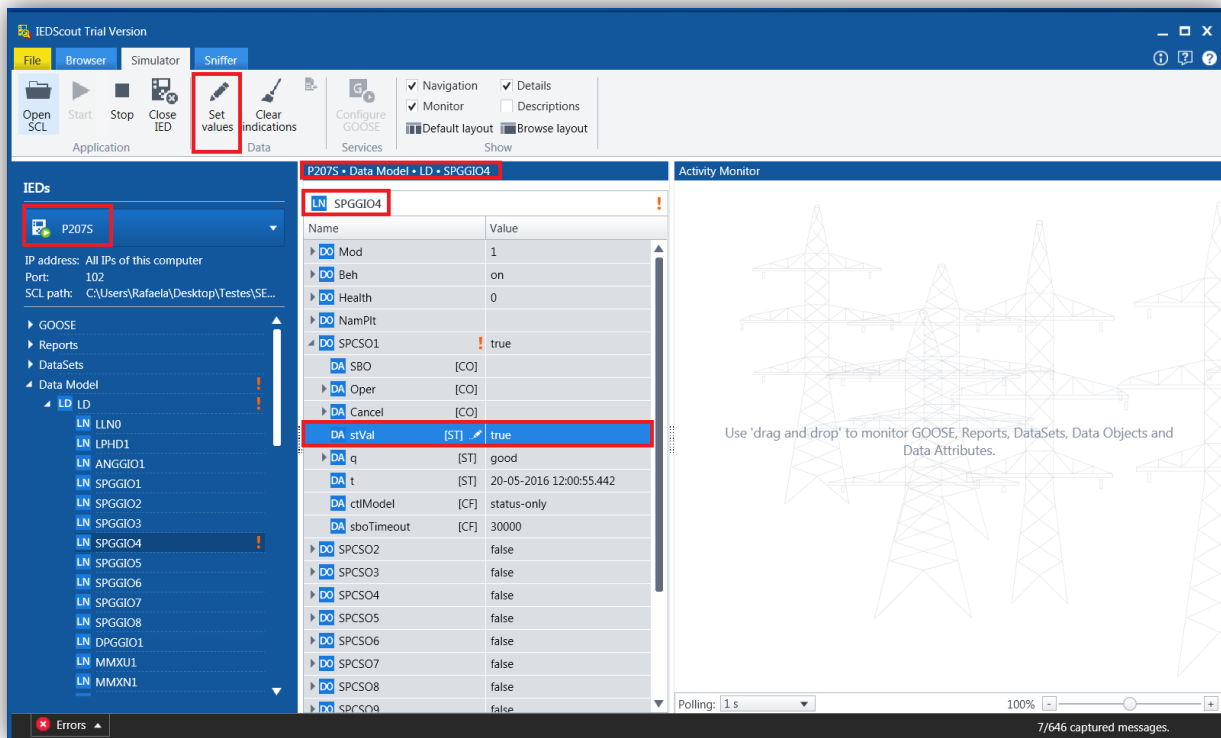 IEDScout Trial Version
File Browser Simulator Sniffer
Open SCL
Start
Stop
Close IED
Set values
Clear indications
Configure GOOSE
Navigation Details
Monitor Descriptions
Default layout Browse layout
Application Data Services Show
IEDs
P207S
IP address: All IPs of this computer
Port: 102
SCL path: C:\Users\Rafaela\Desktop\Testes\SE...
GOOSE
Reports
DataSets
Data Model !
LD LD !
LN LLN0
LN LPHD1
LN ANGGIO1
LN SPGGIO1
LN SPGGIO2
LN SPGGIO3
LN SPGGIO4 !
LN SPGGIO5
LN SPGGIO6
LN SPGGIO7
LN SPGGIO8
LN DPGGIO1
LN MMXU1
LN MMXN1
P207S • Data Model • LD • SPGGIO4
LN SPGGIO4 !
Name Value
DO Mod 1
DO Beh on
DO Health 0
DO NamPlt
DO SPCSO1 ! true
DA SBO [CO]
DA Oper [CO]
DA Cancel [CO]
DA stVal [ST] true
DA q [ST] good
DA t [ST] 20-05-2016 12:00:55.442
DA ctlModel [CF] status-only
DA sboTimeout [CF] 30000
DO SPCSO2 false
DO SPCSO3 false
DO SPCSO4 false
DO SPCSO5 false
DO SPCSO6 false
DO SPCSO7 false
DO SPCSO8 false
DO SPCSO9 false
Activity Monitor
Use 'drag and drop' to monitor GOOSE, Reports, DataSets, Data Objects and
Data Attributes.
Polling: 1 s 100% - +
Errors 7/646 captured messages.